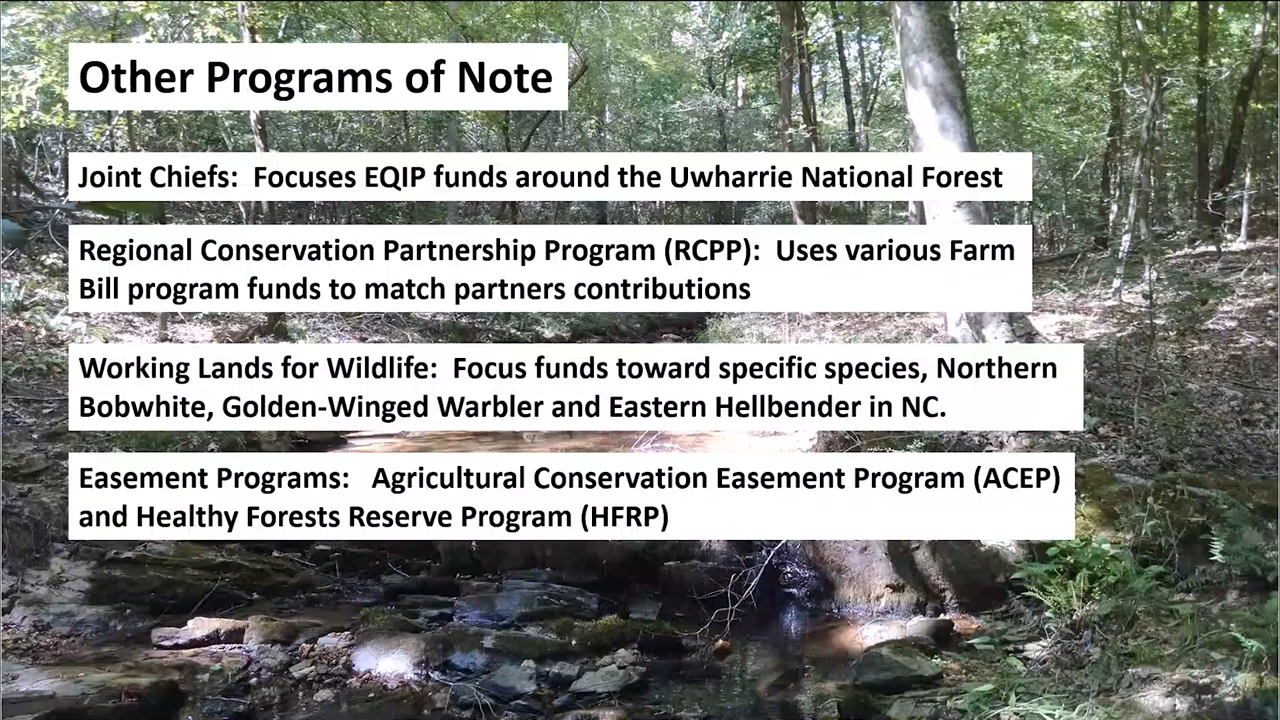 Other Programs of Note
Joint Chiefs:  Focuses EQIP funds around the Uwharrie National Forest
Regional Conservation Partnership Program (RCPP):  Uses various Farm
Bill program funds to match partners contributions
Working Lands for Wildlife:  Focus funds toward specific species, Northern
Bobwhite, Golden-Winged Warbler and Eastern Hellbender in NC.
Easement Programs:   Agricultural Conservation Easement Program (ACEP)
and Healthy Forests Reserve Program (HFRP)